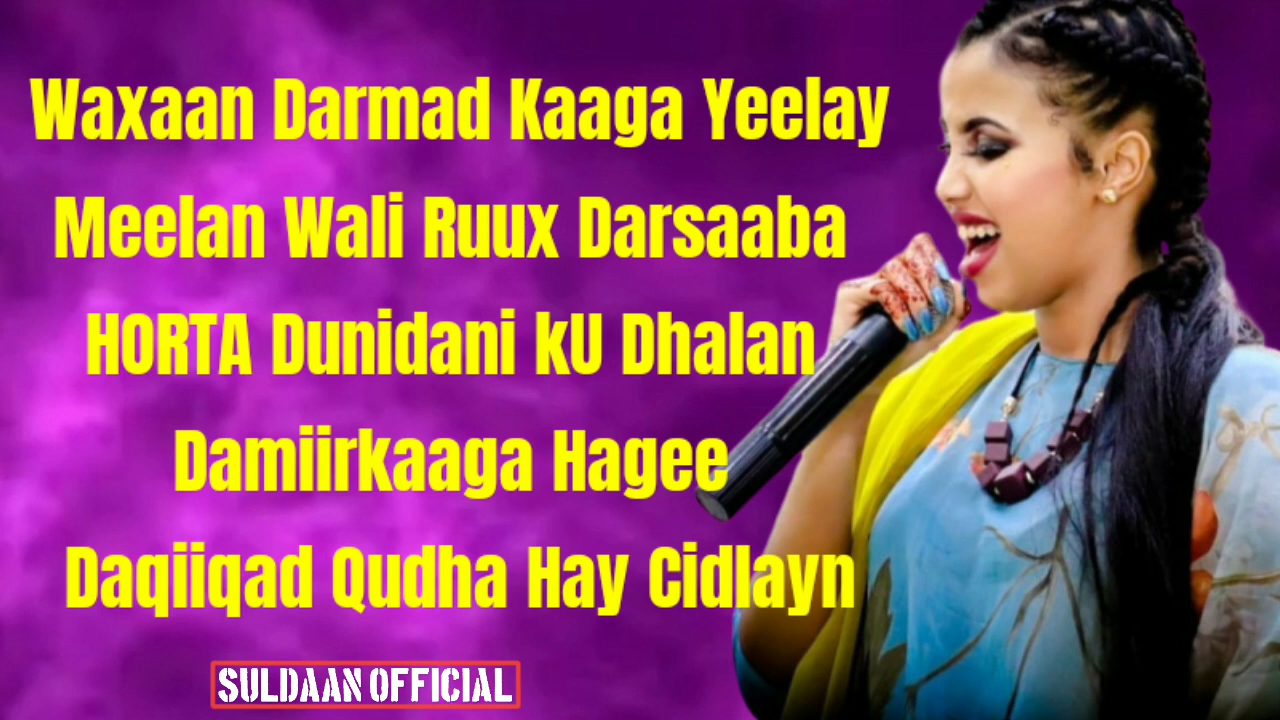 Waxaan Darmad Kaaga Yeelay
Meelan Wali Ruux Darsaaba
HORTA Dunidani kU Dhalan
Damiirkaaga Hagee
Daqiiqad Qudha Hay Cidlayn
SULDAAN OFFICIAL